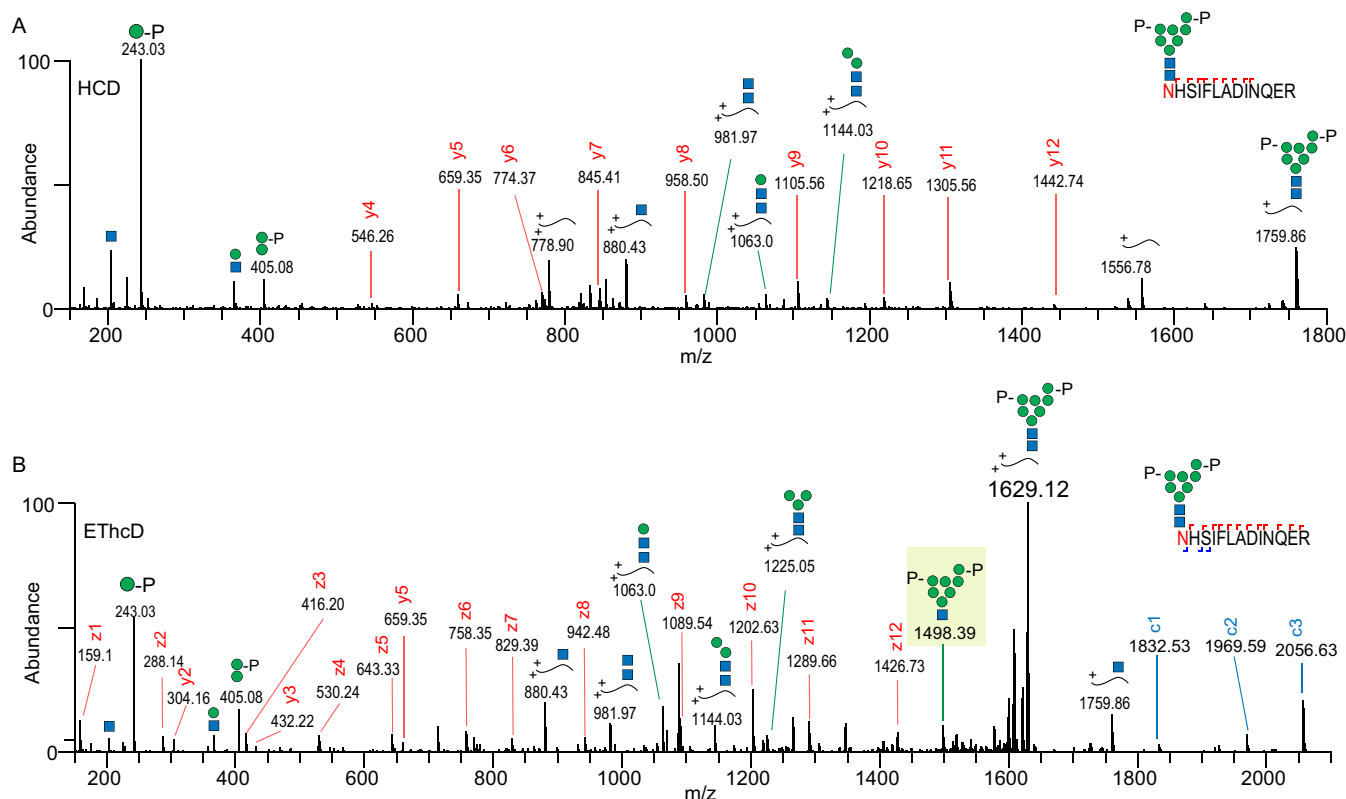 A
-P
243.03
P- -P
100
HCD
NHSIFLADINQER
++
981.97
++
1144.03
-P
405.08
y4
546.26
y5
659.35
y6
774.37
++
778.90
y7
845.41
++
880.43
y8
958.50
++
1063.0
y9
1105.56
y10
1218.65
y11
1305.56
y12
1442.74
+
1556.78
P- -P
++
1759.86
Abundance
0
200 400 600 800 1000 1200 1400 1600 1800
m/z
B
P- -P
++
1629.12
P- -P
NHSIFLADINQER
100
EThcD
-P
243.03
z1
159.1
z2
288.14
y2
304.16
-P
405.08
z3
416.20
y3
432.22
z4
530.24
z5
643.33
y5
659.35
z6
758.35
z7
829.39
++
880.43
z8
942.48
++
981.97
++
1063.0
z9
1089.54
++
1144.03
z10
1202.63
++
1225.05
z11
1289.66
z12
1426.73
P- -P
1498.39
+
1759.86
c1
1832.53
c2
1969.59
c3
2056.63
Abundance
0
200 400 600 800 1000 1200 1400 1600 1800 2000
m/z